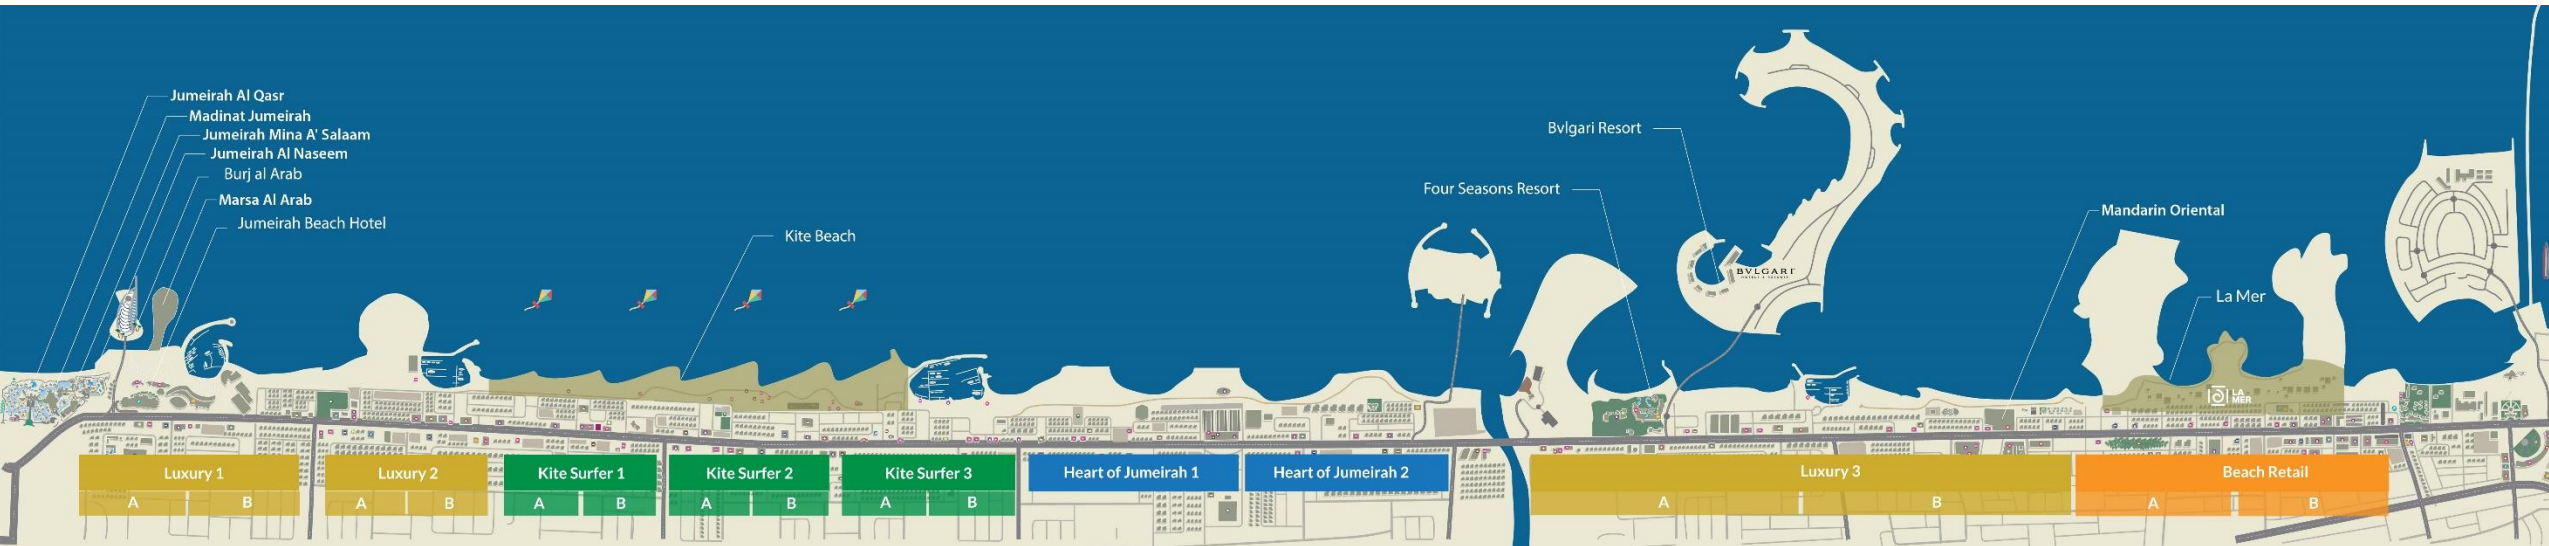 Jumeirah Al Qasr
Madinat Jumeirah
Jumeirah Mina A' Salaam
Jumeirah Al Naseem
Burj al Arab
Marsa Al Arab
Jumeirah Beach Hotel
Kite Beach
Four Seasons Resort
Bvlgari Resort
BVLGARI
Mandarin Oriental
La Mer
LA
MER
Luxury 1
A B
Luxury 2
A B
Kite Surfer 1
A B
Kite Surfer 2
A B
Kite Surfer 3
A B
Heart of Jumeirah 1
Heart of Jumeirah 2
Luxury 3
A B
Beach Retail
A B